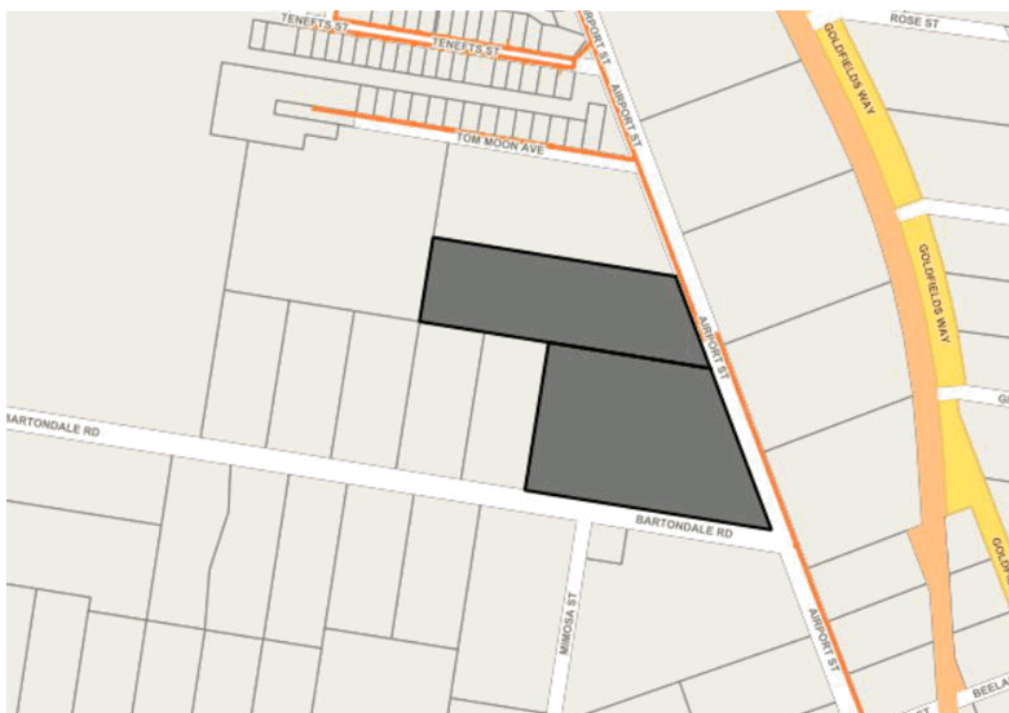 TENEFTS ST
TENEFTS ST
AIRPORT ST
ROSE ST
GOLDFIELDS WAY
AIRPORT ST
TOM MOON AVE
GOLDFIELDS WAY
AIRPORT ST
BARTONDALE RD
BARTONDALE RD
MIMOSA ST
AIRPORT ST